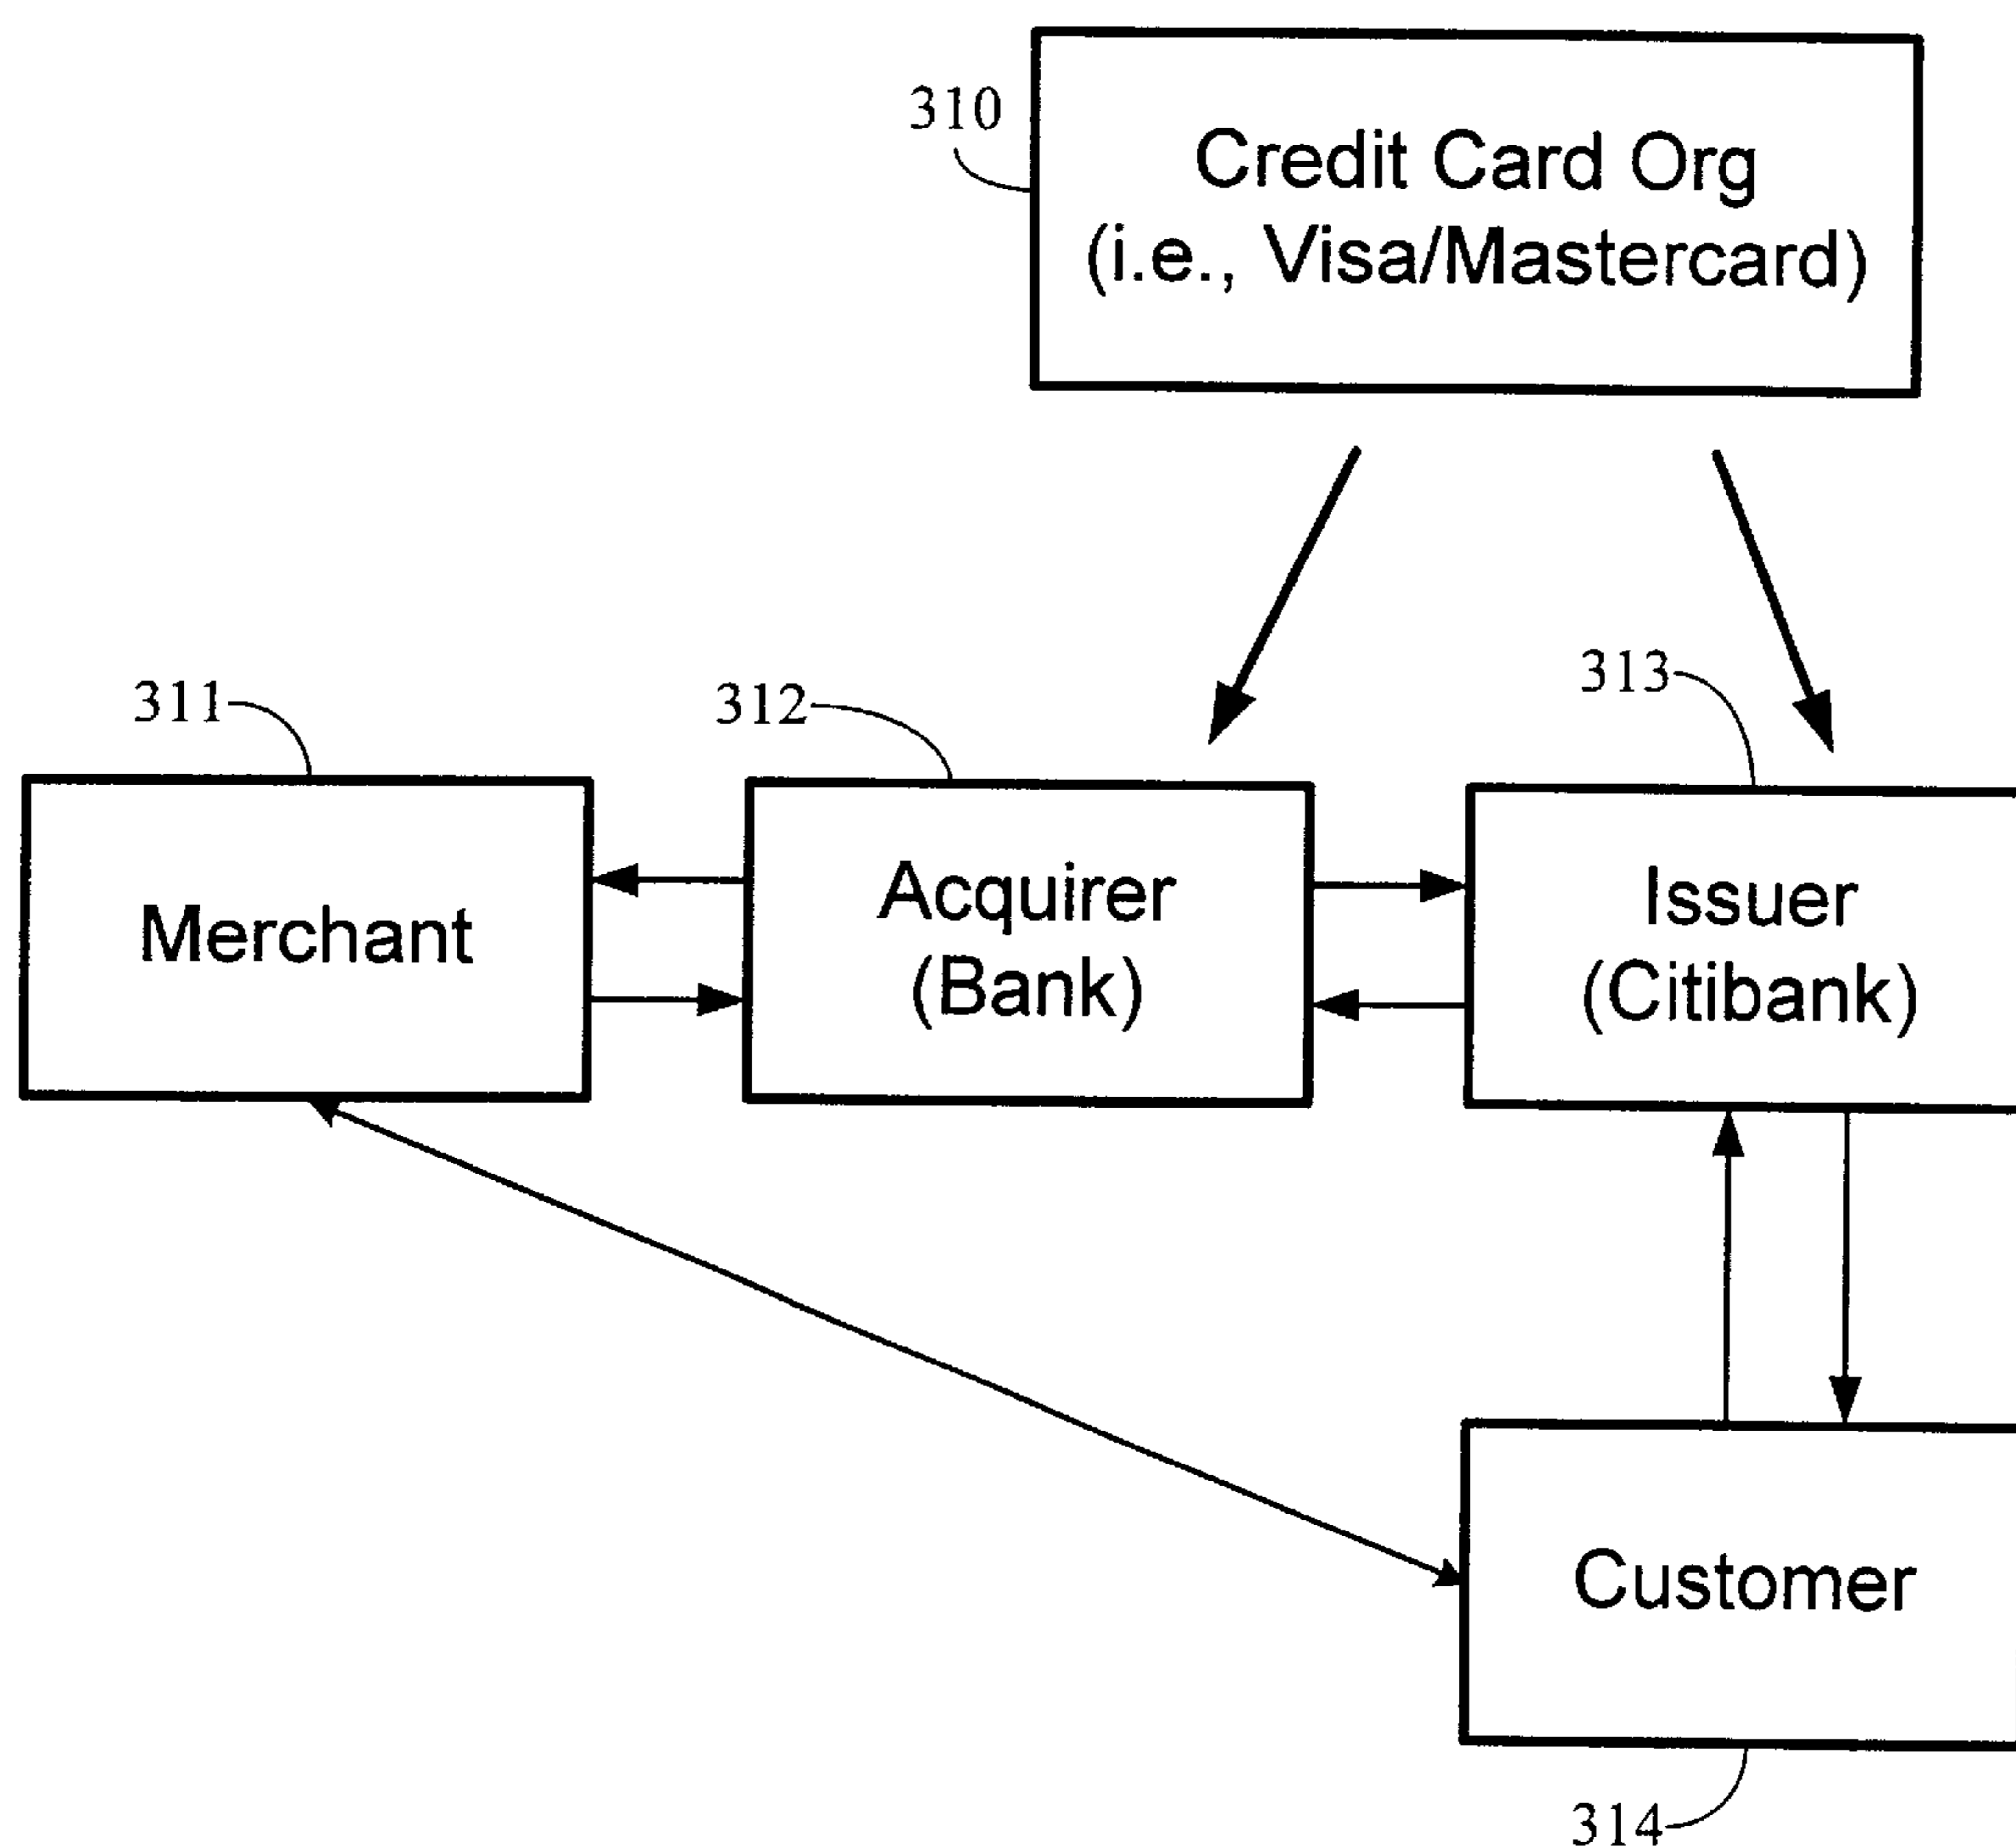 310
Credit Card Org
(i.e., Visa/Mastercard)
311
312
313
Merchant
Acquirer
(Bank)
Issuer
(Citibank)
Customer
314